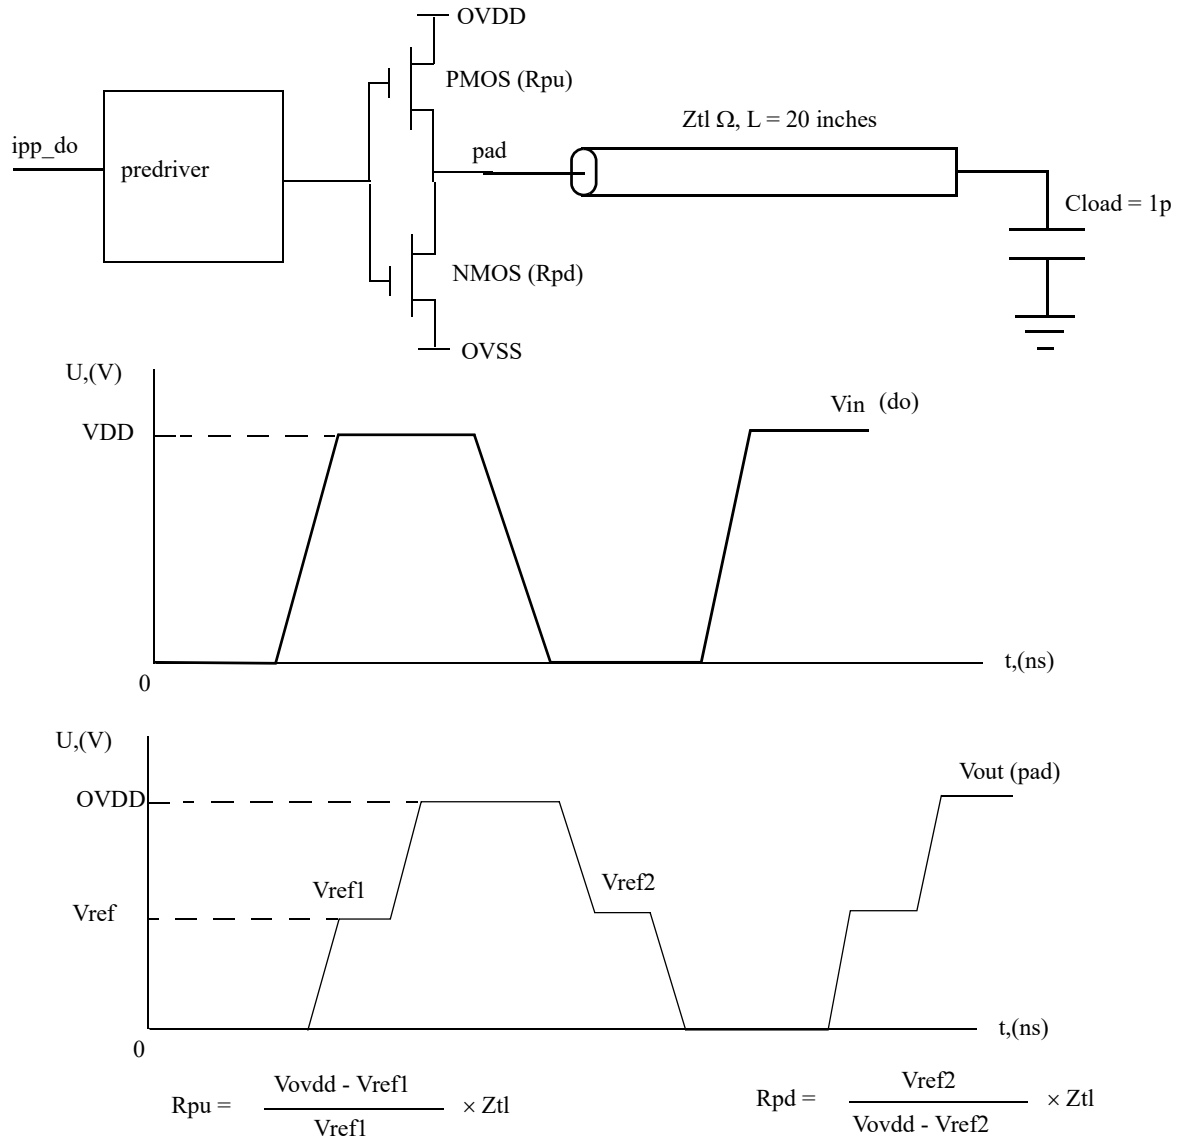 OVDD
PMOS (Rpu)
Ztl Ω, L = 20 inches
ipp_do
predriver
pad
Cload = 1p
NMOS (Rpd)
OVSS
U,(V)
Vin (do)
VDD
t,(ns)
0
U,(V)
Vout (pad)
OVDD
Vref1
Vref2
Vref
t,(ns)
0
Rpu = Vovdd - Vref1 × Ztl
Vref1
Rpd = Vref2 × Ztl
Vovdd - Vref2